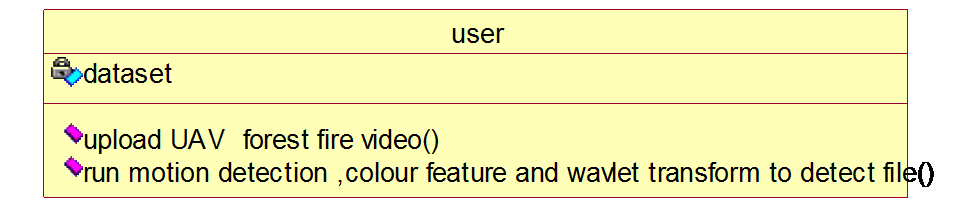 user
dataset
upload UAV forest fire video()
run motion detection ,colour feature and wavlet transform to detect file()